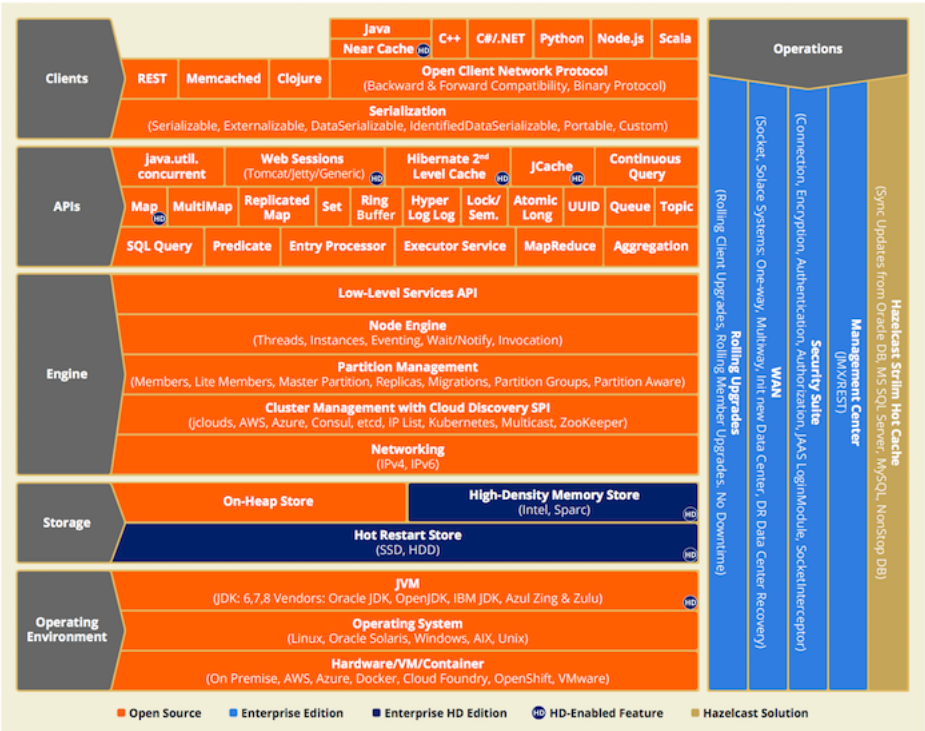 Clients
Java
Near Cache HD
C++
C#/.NET
Python
Node.js
Scala
REST
Memcached
Clojure
Open Client Network Protocol
(Backward & Forward Compatibility, Binary Protocol)
Serialization
(Serializable, Externalizable, DataSerializable, IdentifiedDataSerializable, Portable, Custom)
APIs
java.util.
concurrent
Web Sessions
(Tomcat/Jetty/Generic) HD
Hibernate 2nd
Level Cache HD
JCache
HD
Continuous
Query
Map
HD
MultiMap
Replicated
Map
Set
Ring
Buffer
Hyper
Log Log
Lock/
Sem.
Atomic
Long
UUID
Queue
Topic
SQL Query
Predicate
Entry Processor
Executor Service
MapReduce
Aggregation
Engine
Low-Level Services API
Node Engine
(Threads, Instances, Eventing, Wait/Notify, Invocation)
Partition Management
(Members, Lite Members, Master Partition, Replicas, Migrations, Partition Groups, Partition Aware)
Cluster Management with Cloud Discovery SPI
(jclouds, AWS, Azure, Consul, etcd, IP List, Kubernetes, Multicast, ZooKeeper)
Networking
(IPv4, IPv6)
Storage
On-Heap Store
High-Density Memory Store
(Intel, Sparc)
HD
Hot Restart Store
(SSD, HDD)
HD
Operating
Environment
JVM
(JDK: 6,7,8 Vendors: Oracle JDK, OpenJDK, IBM JDK, Azul Zing & Zulu)
HD
Operating System
(Linux, Oracle Solaris, Windows, AIX, Unix)
Hardware/VM/Container
(On Premise, AWS, Azure, Docker, Cloud Foundry, OpenShift, VMware)
Operations
Rolling Upgrades
(Rolling Client Upgrades, Rolling Member Upgrades. No Downtime)
WAN
(Socket, Solace Systems: One-way, Multiway, Init new Data Center, DR Data Center Recovery)
Security Suite
(Connection, Encryption, Authentication, Authorization, JAAS LoginModule, SocketInterceptor)
Management Center
(JMX/REST)
Hazelcast Striim Hot Cache
(Sync Updates from Oracle DB, MS SQL Server, MySQL, NonStop DB)
Open Source
Enterprise Edition
Enterprise HD Edition
HD HD-Enabled Feature
Hazelcast Solution